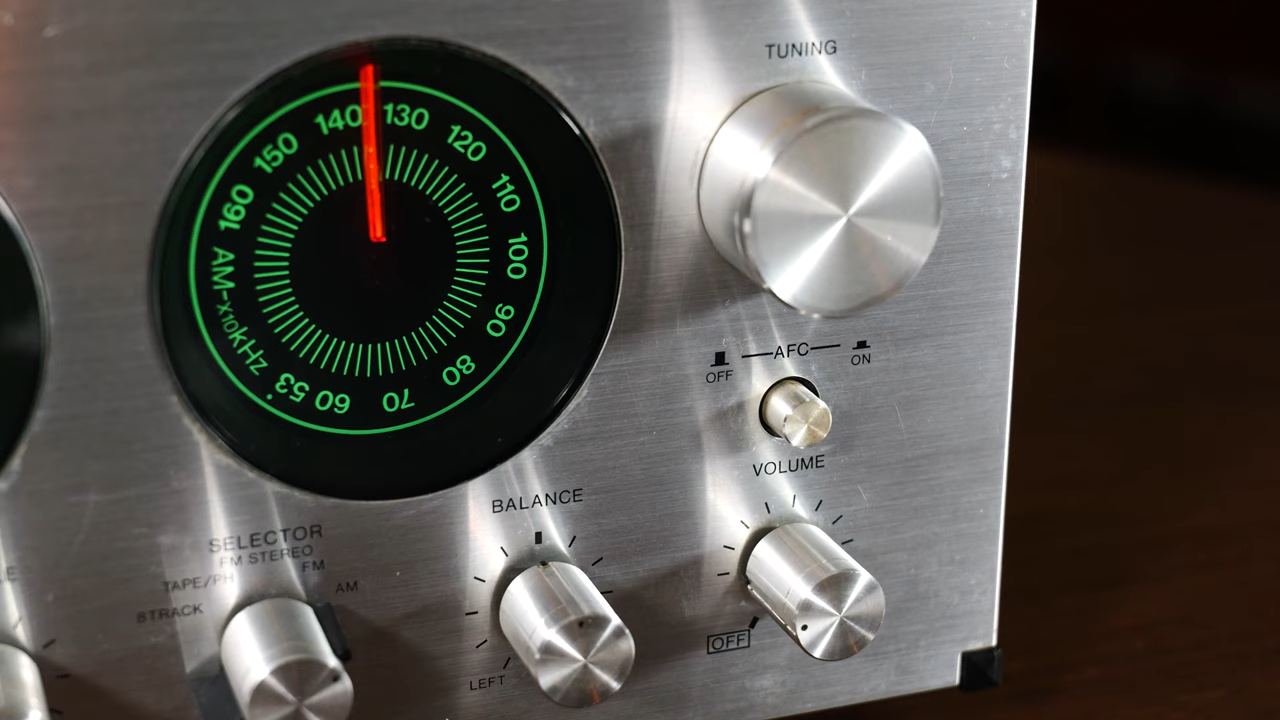 TUNING
140 130
150 120
160 110
100
90
80
70
60
53
AM-x10kHz
AFC
OFF ON
VOLUME
OFF
BALANCE
LEFT
SELECTOR
FM STEREO
FM
TAPE/PH
AM
8TRACK